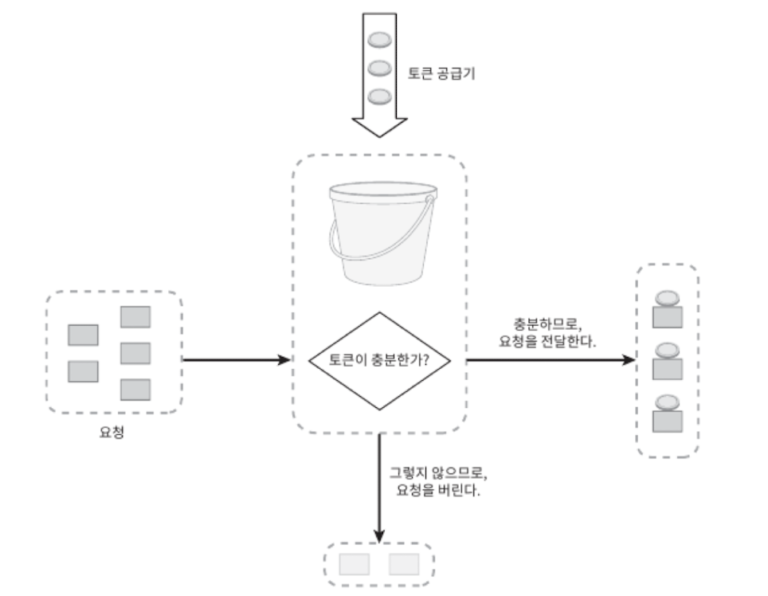 토큰 공급기
토큰이 충분한가?
충분하므로,
요청을 전달한다.
요청
그렇지 않으므로,
요청을 버린다.